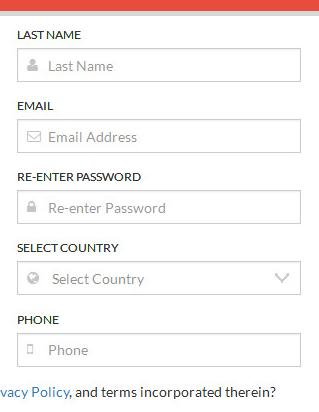 LAST NAME
Last Name
EMAIL
Email Address
RE-ENTER PASSWORD
Re-enter Password
SELECT COUNTRY
Select Country
PHONE
Phone
vacy Policy, and terms incorporated therein?